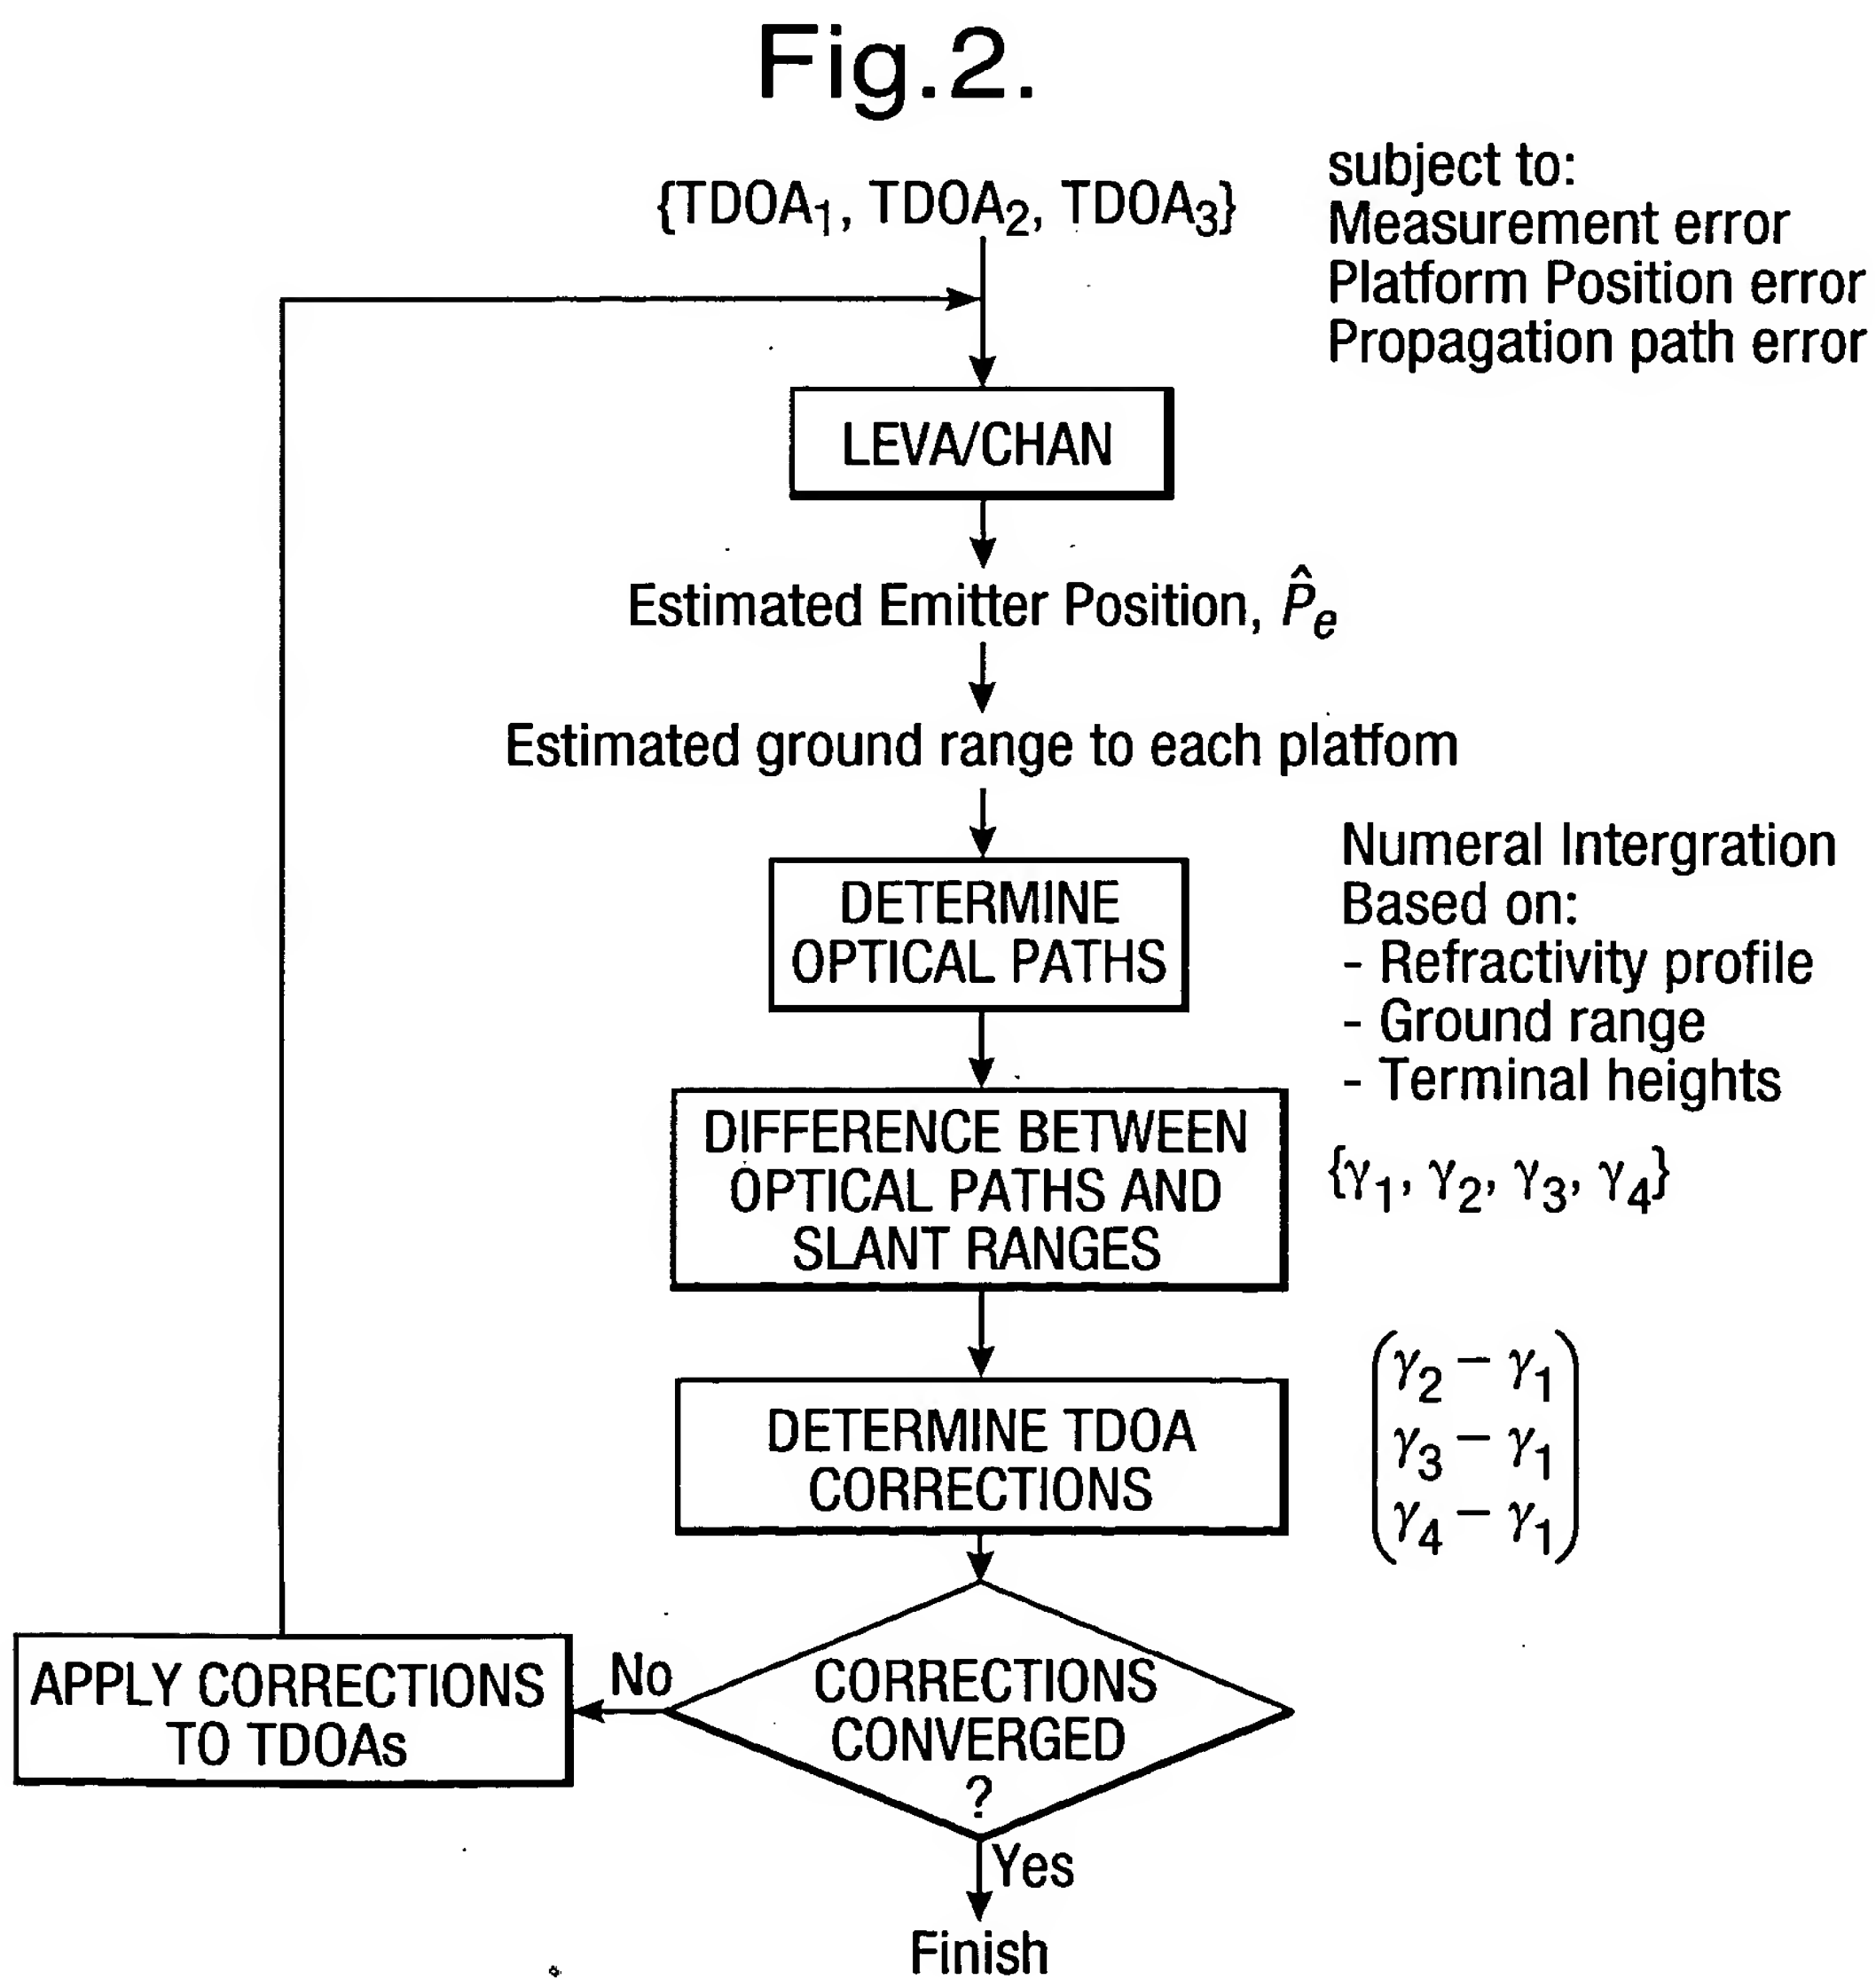 Fig.2.
{TDOA₁, TDOA₂, TDOA₃}
subject to:
Measurement error
Platform Position error
Propagation path error
LEVA/CHAN
Estimated Emitter Position, P̂ₑ
Estimated ground range to each platfom
DETERMINE
OPTICAL PATHS
Numeral Intergration
Based on:
- Refractivity profile
- Ground range
- Terminal heights
DIFFERENCE BETWEEN
OPTICAL PATHS AND
SLANT RANGES
{γ₁, γ₂, γ₃, γ₄}
DETERMINE TDOA
CORRECTIONS
γ₂ − γ₁
γ₃ − γ₁
γ₄ − γ₁
CORRECTIONS
CONVERGED
?
No
APPLY CORRECTIONS
TO TDOAs
Yes
Finish